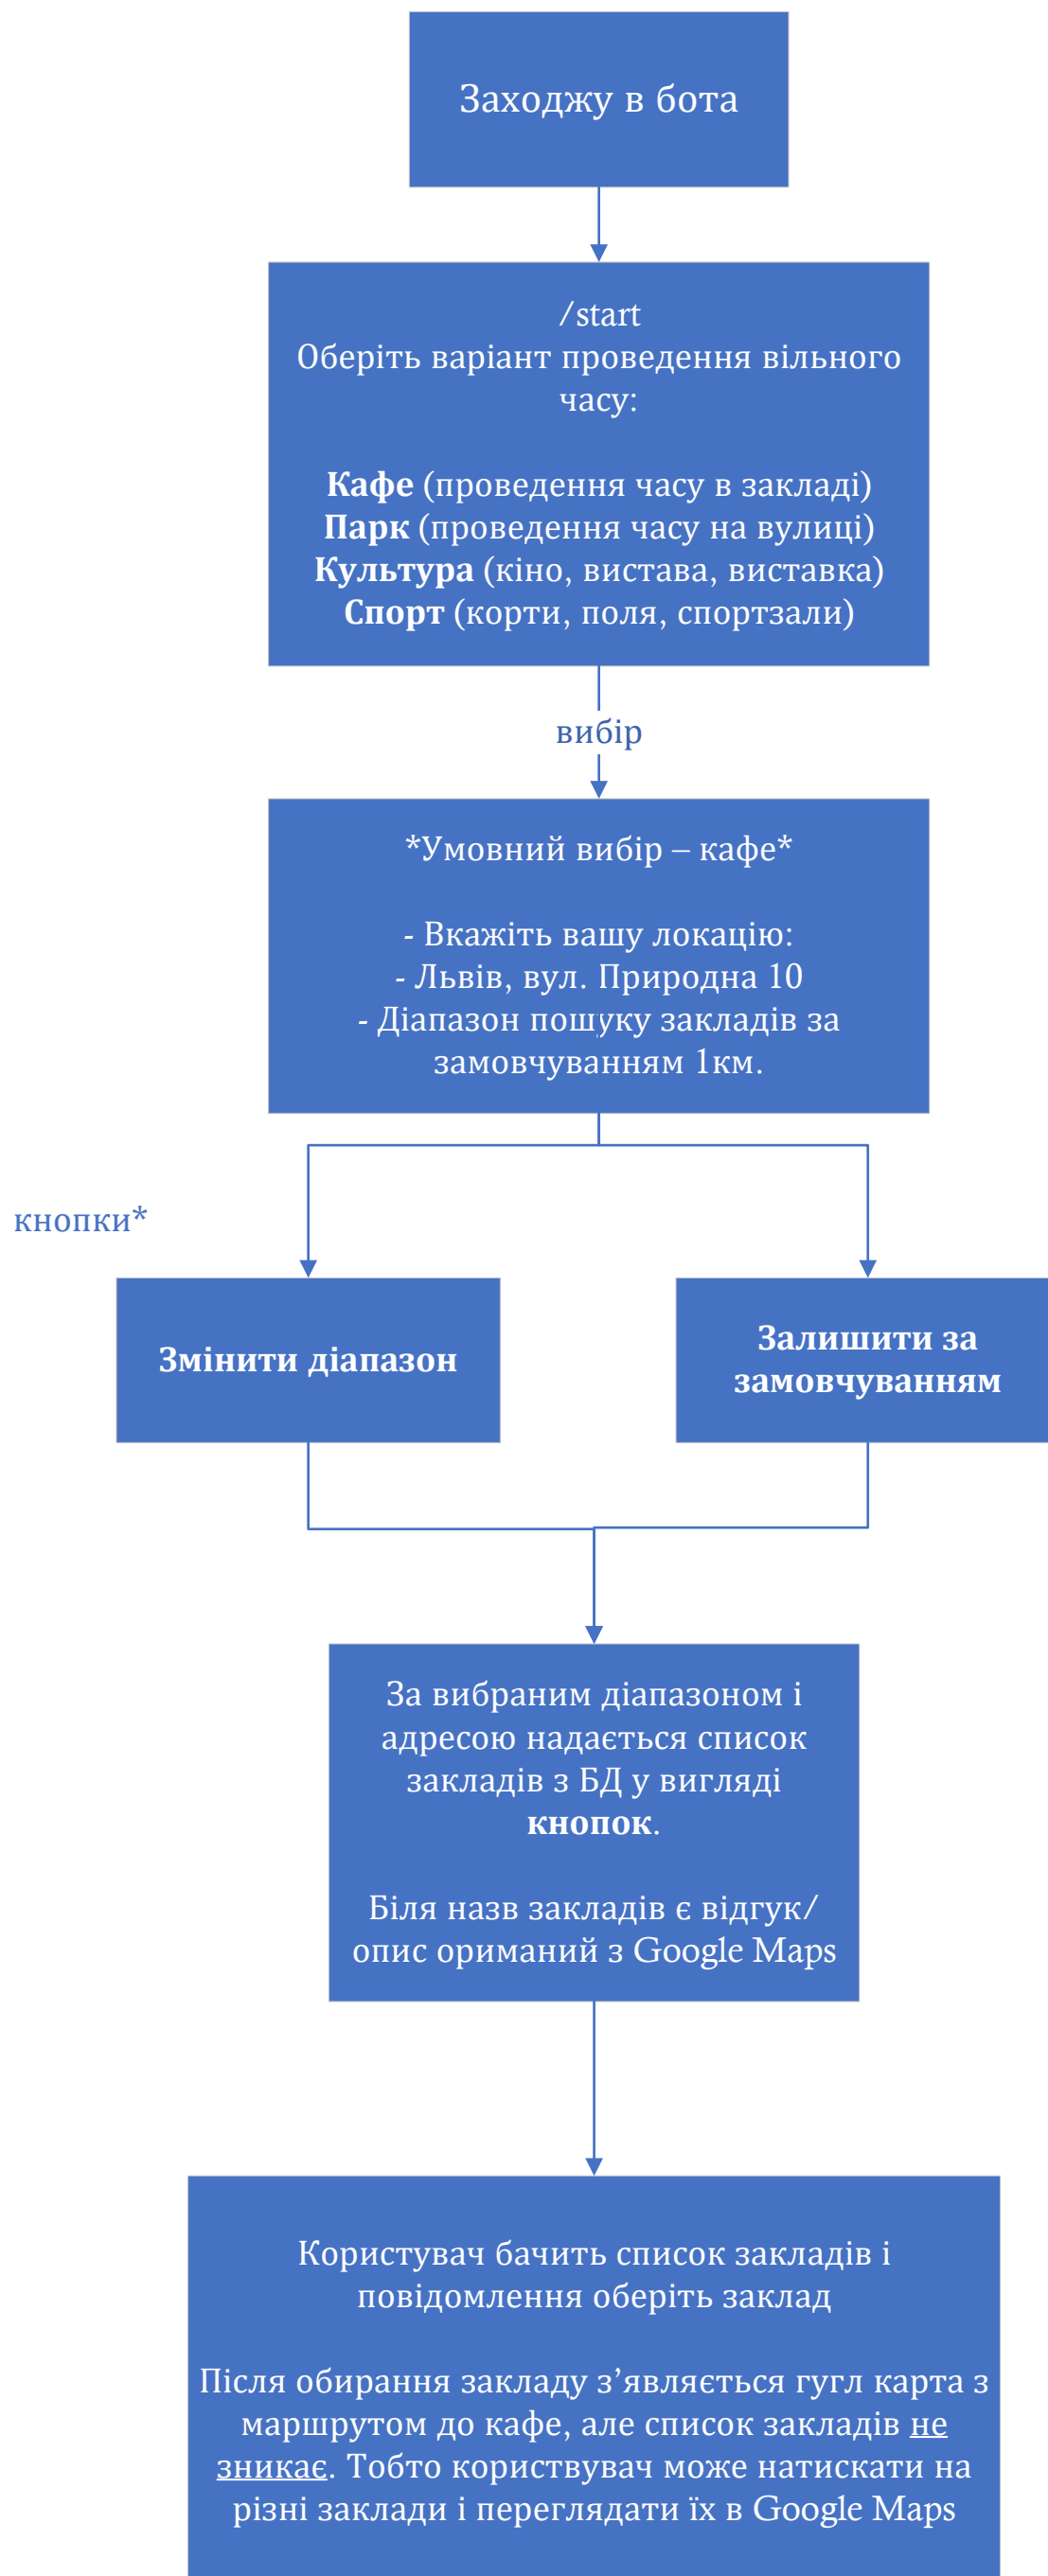 Заходжу в бота
/start
Оберіть варіант проведення вільного
часу:
Кафе (проведення часу в закладі)
Парк (проведення часу на вулиці)
Культура (кіно, вистава, виставка)
Спорт (корти, поля, спортзали)
вибір
*Умовний вибір – кафе*
- Вкажіть вашу локацію:
- Львів, вул. Природна 10
- Діапазон пошуку закладів за
замовчуванням 1км.
кнопки*
Змінити діапазон
Залишити за
замовчуванням
За вибраним діапазоном і
адресою надається список
закладів з БД у вигляді
кнопок.
Біля назв закладів є відгук/
опис ориманий з Google Maps
Користувач бачить список закладів і
повідомлення оберіть заклад
Після обирання закладу з’являється гугл карта з
маршрутом до кафе, але список закладів не
зникає. Тобто користвувач може натискати на
різні заклади і переглядати їх в Google Maps